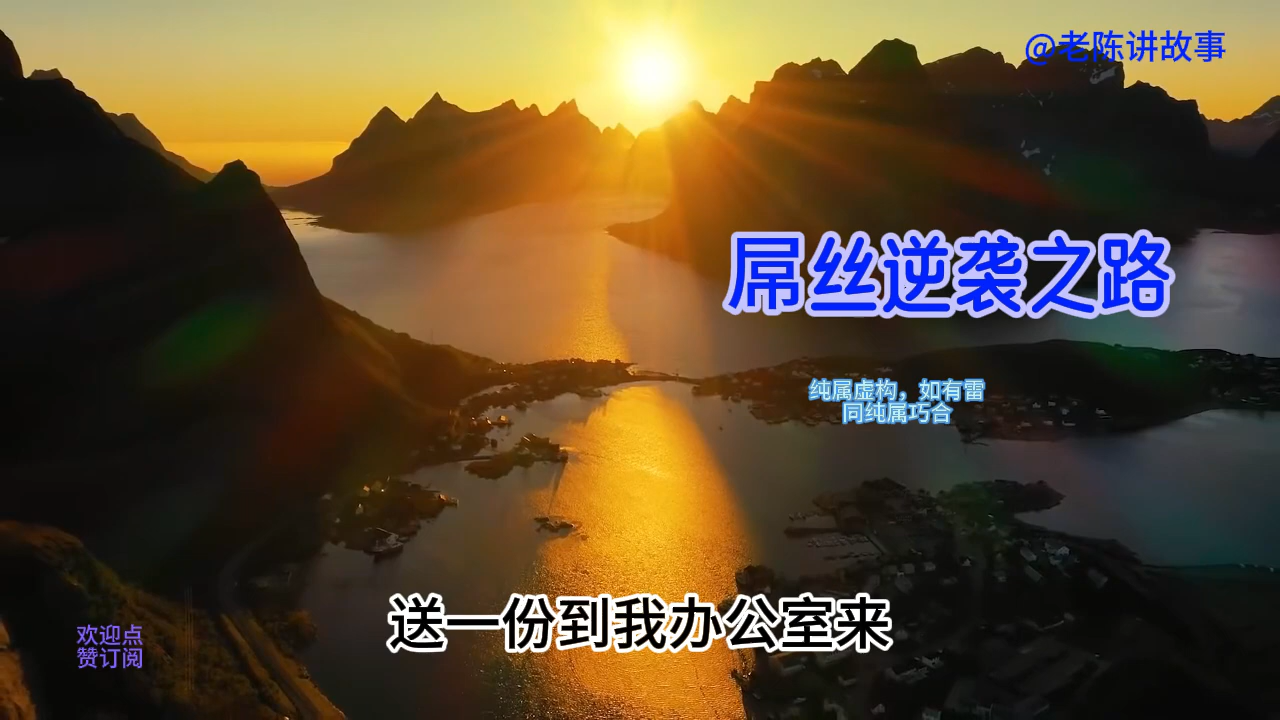 @老陈讲故事
屌丝逆袭之路
纯属虚构，如有雷
同纯属巧合
送一份到我办公室来
欢迎点
赞订阅